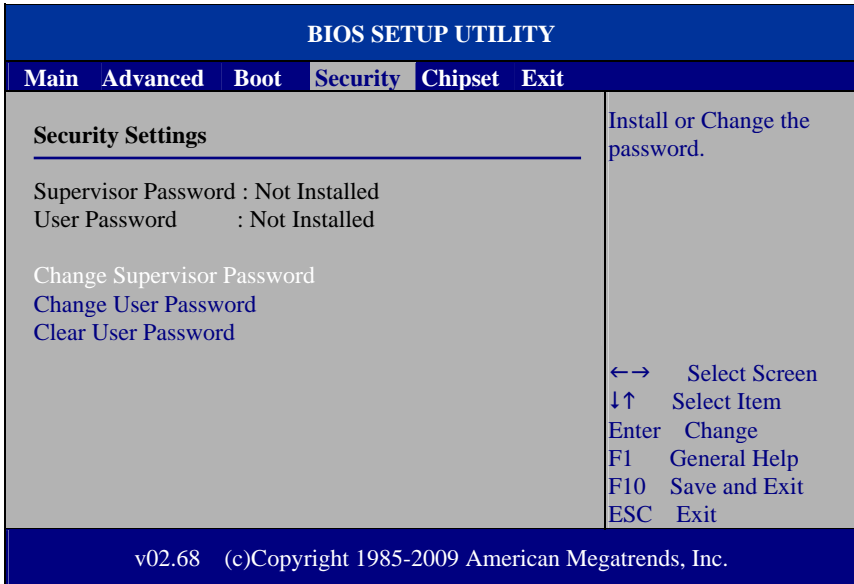 BIOS SETUP UTILITY
Main Advanced Boot Security Chipset Exit
Security Settings
Supervisor Password : Not Installed
User Password : Not Installed
Change Supervisor Password
Change User Password
Clear User Password
Install or Change the
password.
←→ Select Screen
↓↑ Select Item
Enter Change
F1 General Help
F10 Save and Exit
ESC Exit
v02.68 (c)Copyright 1985-2009 American Megatrends, Inc.